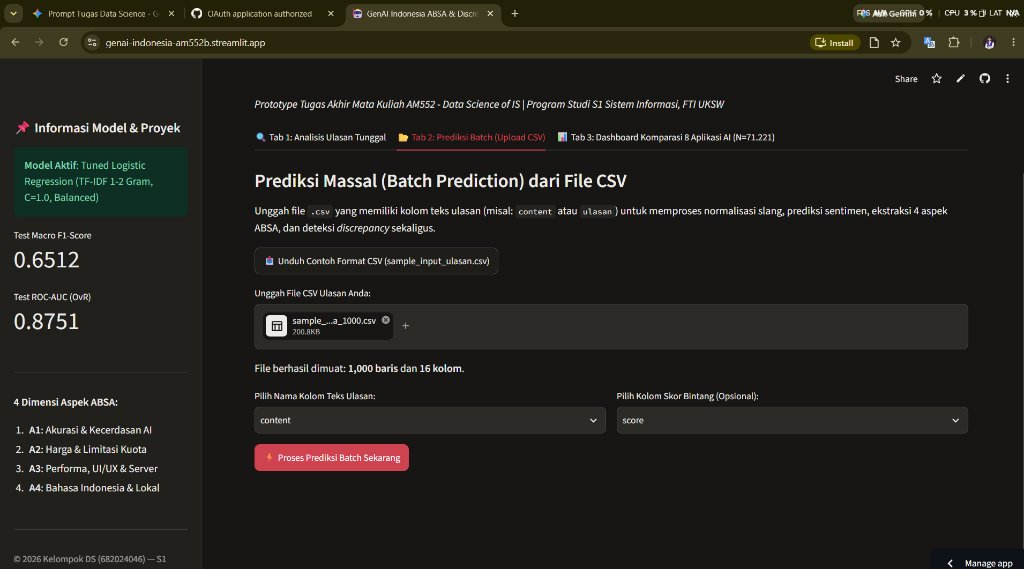 Prompt Tugas Data Science - G
OAuth application authorized
GenAI Indonesia ABSA & Discr
CPU 3 % LAT N/A
genai-indonesia-am552b.streamlit.app
Install
Share
📌 Informasi Model & Proyek
Model Aktif: Tuned Logistic
Regression (TF-IDF 1-2 Gram,
C=1.0, Balanced)
Test Macro F1-Score
0.6512
Test ROC-AUC (OvR)
0.8751
4 Dimensi Aspek ABSA:
1. A1: Akurasi & Kecerdasan AI
2. A2: Harga & Limitasi Kuota
3. A3: Performa, UI/UX & Server
4. A4: Bahasa Indonesia & Lokal
© 2026 Kelompok DS (682024046) — S1
Prototype Tugas Akhir Mata Kuliah AM552 - Data Science of IS | Program Studi S1 Sistem Informasi, FTI UKSW
🔍 Tab 1: Analisis Ulasan Tunggal
📂 Tab 2: Prediksi Batch (Upload CSV)
📊 Tab 3: Dashboard Komparasi 8 Aplikasi AI (N=71.221)
Prediksi Massal (Batch Prediction) dari File CSV
Unggah file .csv yang memiliki kolom teks ulasan (misal: content atau ulasan) untuk memproses normalisasi slang, prediksi sentimen, ekstraksi 4 aspek
ABSA, dan deteksi discrepancy sekaligus.
Unduh Contoh Format CSV (sample_input_ulasan.csv)
Unggah File CSV Ulasan Anda:
sample_...a_1000.csv
200.8KB
File berhasil dimuat: 1,000 baris dan 16 kolom.
Pilih Nama Kolom Teks Ulasan:
content
Pilih Kolom Skor Bintang (Opsional):
score
⚡ Proses Prediksi Batch Sekarang
Manage app